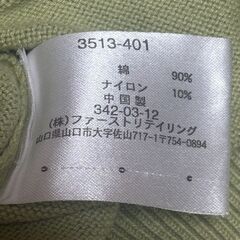 3513-401
綿 90%
ナイロン 10%
中国製
342-03-12
(株)ファーストリテイリング
山口県山口市大字佐山717-1〒754-0894